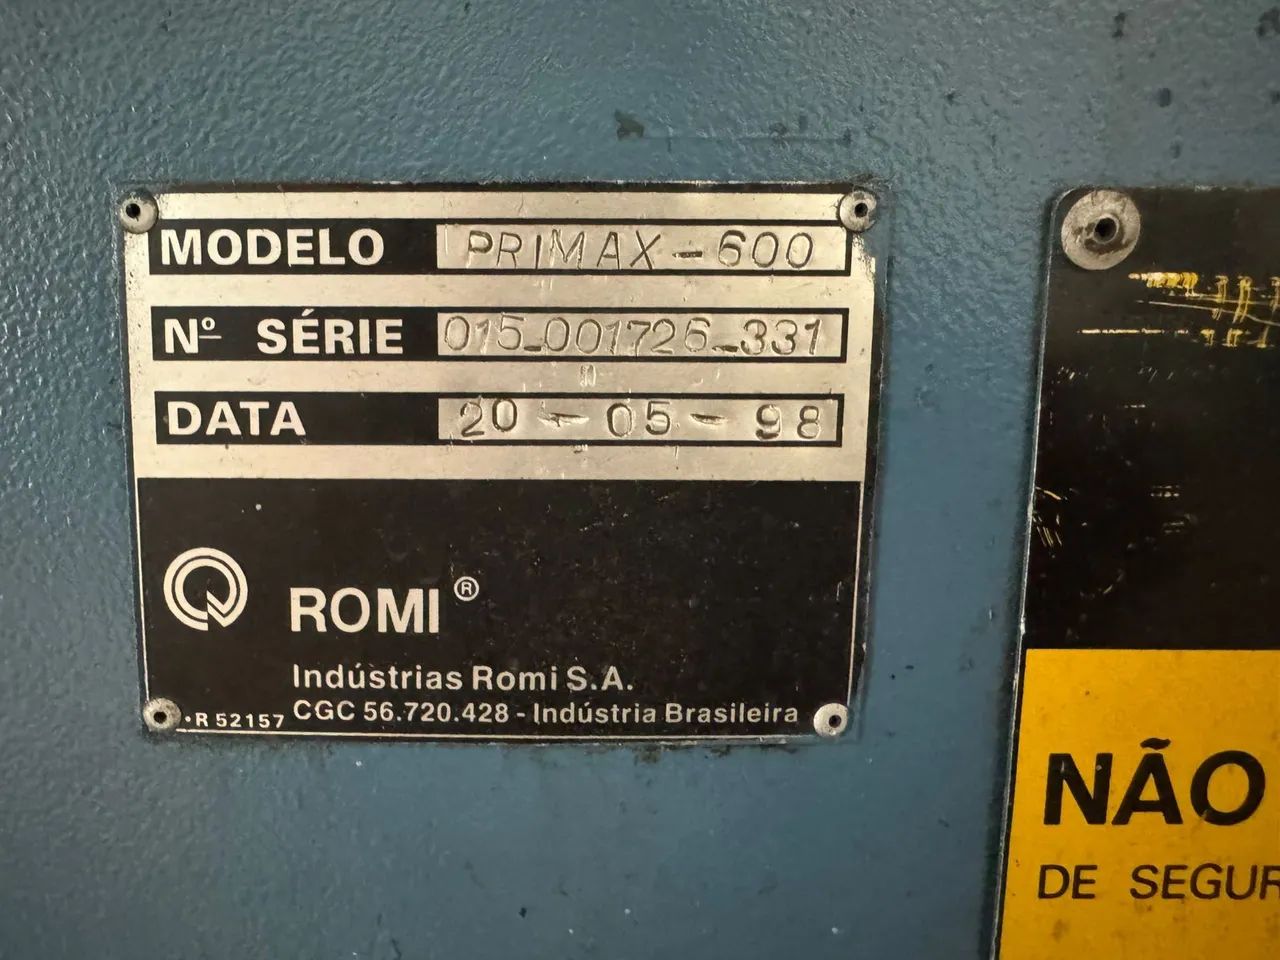 MODELO PRIMAX-600
Nº SÉRIE 015-001726-331
DATA 20-05-98
ROMI®
Indústrias Romi S.A.
•R 52157 CGC 56.720.428 - Indústria Brasileira
NÃO
DE SEGUR